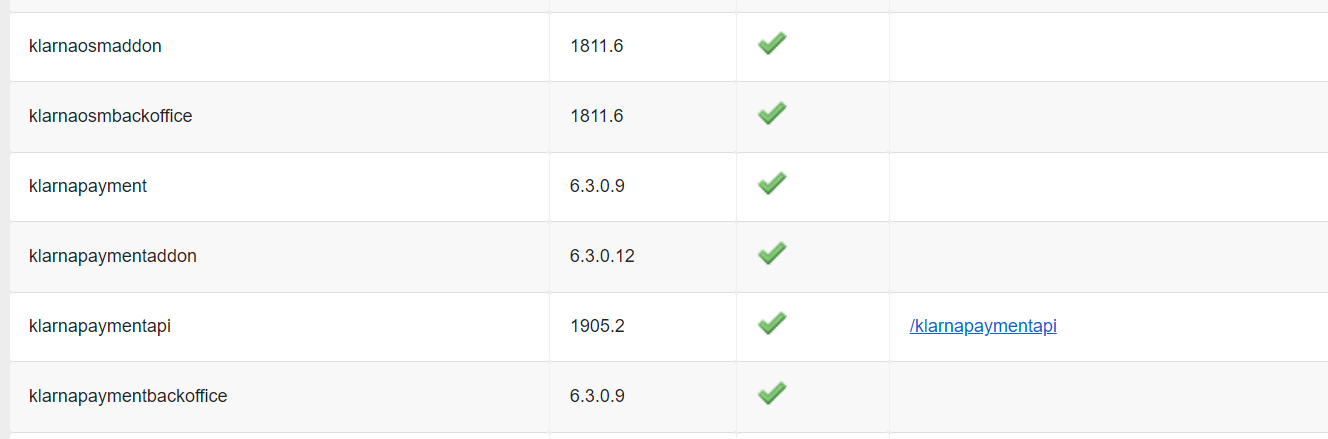 klarnaosmaddon 1811.6
klarnaosmbackoffice 1811.6
klarnapayment 6.3.0.9
klarnapaymentaddon 6.3.0.12
klarnapaymentapi 1905.2 /klarnapaymentapi
klarnapaymentbackoffice 6.3.0.9